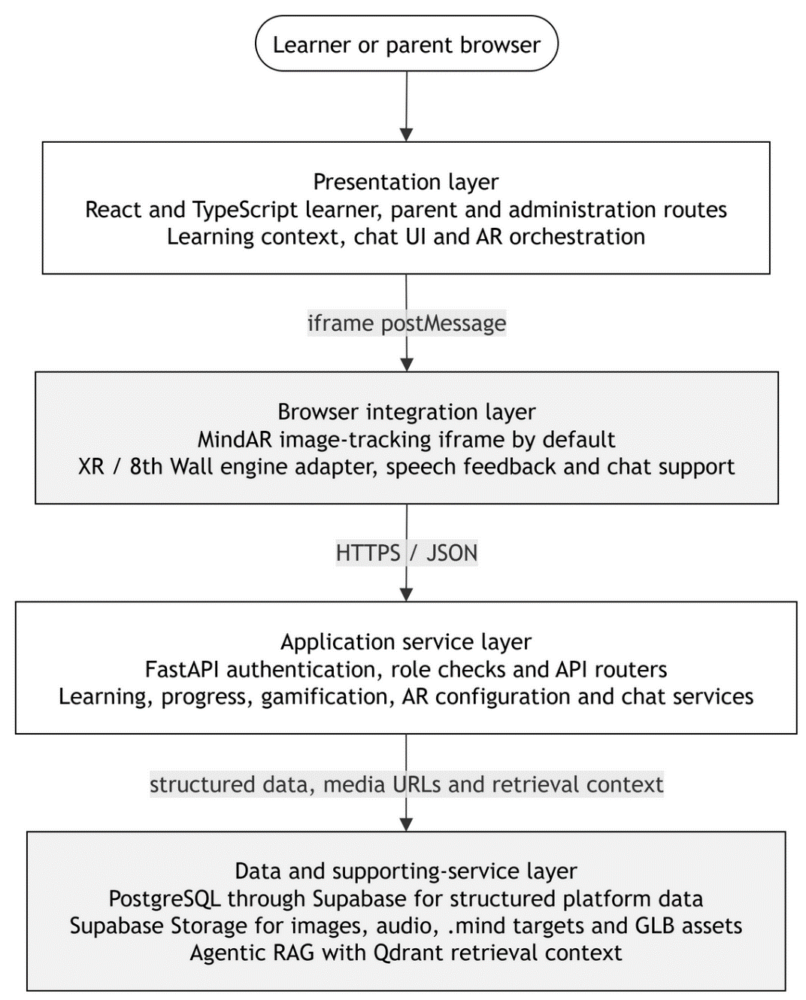 Learner or parent browser
Presentation layer
React and TypeScript learner, parent and administration routes
Learning context, chat UI and AR orchestration
iframe postMessage
Browser integration layer
MindAR image-tracking iframe by default
XR / 8th Wall engine adapter, speech feedback and chat support
HTTPS / JSON
Application service layer
FastAPI authentication, role checks and API routers
Learning, progress, gamification, AR configuration and chat services
structured data, media URLs and retrieval context
Data and supporting-service layer
PostgreSQL through Supabase for structured platform data
Supabase Storage for images, audio, .mind targets and GLB assets
Agentic RAG with Qdrant retrieval context